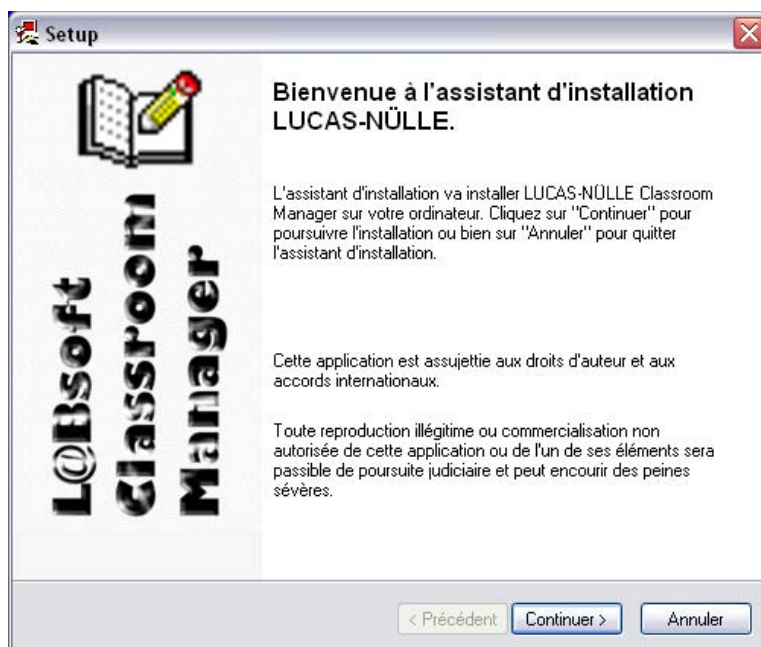 Setup
L@Bsoft
Classroom
Manager
Bienvenue à l'assistant d'installation
LUCAS-NÜLLE.
L'assistant d'installation va installer LUCAS-NÜLLE Classroom
Manager sur votre ordinateur. Cliquez sur "Continuer" pour
poursuivre l'installation ou bien sur "Annuler" pour quitter
l'assistant d'installation.
Cette application est assujettie aux droits d'auteur et aux
accords internationaux.
Toute reproduction illégitime ou commercialisation non
autorisée de cette application ou de l'un de ses éléments sera
passible de poursuite judiciaire et peut encourir des peines
sévères.
< Précédent Continuer > Annuler